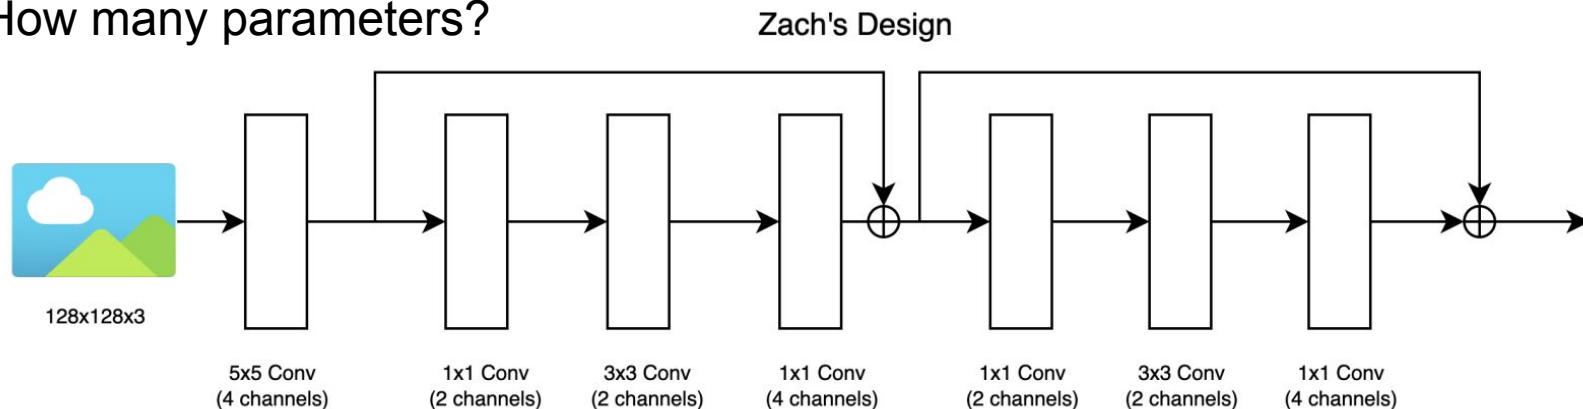 How many parameters?
Zach's Design
128x128x3
5x5 Conv
(4 channels)
1x1 Conv
(2 channels)
3x3 Conv
(2 channels)
1x1 Conv
(4 channels)
1x1 Conv
(2 channels)
3x3 Conv
(2 channels)
1x1 Conv
(4 channels)